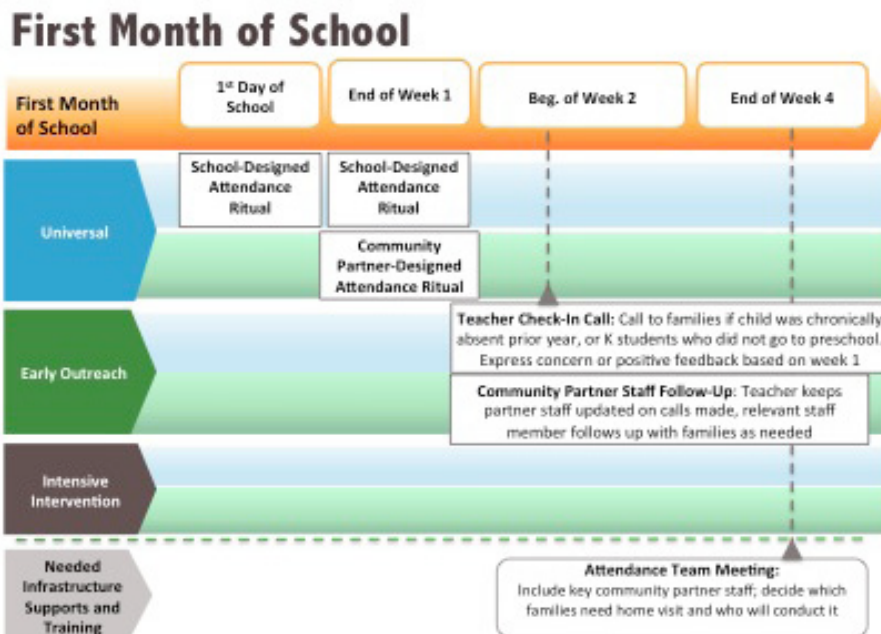 First Month of School
First Month
of School
1st Day of
School
End of Week 1
Beg. of Week 2
End of Week 4
Universal
School-Designed
Attendance
Ritual
School-Designed
Attendance
Ritual
Community
Partner-Designed
Attendance Ritual
Early Outreach
Teacher Check-In Call: Call to families if child was chronically
absent prior year, or K students who did not go to preschool.
Express concern or positive feedback based on week 1
Community Partner Staff Follow-Up: Teacher keeps
partner staff updated on calls made, relevant staff
member follows up with families as needed
Intensive
Intervention
Needed
Infrastructure
Supports and
Training
Attendance Team Meeting:
Include key community partner staff; decide which
families need home visit and who will conduct it